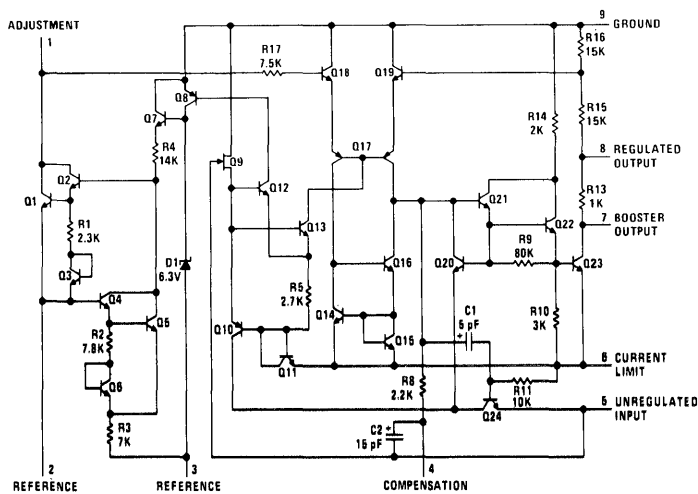 ADJUSTMENT
1
9 GROUND
R16
15K
R17
7.5K
Q18
Q19
Q8
Q7
R4
14K
R14
2K
R15
15K
8 REGULATED
OUTPUT
Q17
Q9
Q2
Q1
Q12
Q21
R13
1K
7 BOOSTER
OUTPUT
Q22
R1
2.3K
Q13
R9
80K
Q20
Q23
D1
6.3V
Q16
Q3
R5
2.7K
Q4
Q5
Q10
Q14
Q15
C1
5 pF
+
R10
3K
R2
7.8K
6 CURRENT
LIMIT
Q11
Q6
R8
2.2K
R11
10K
5 UNREGULATED
INPUT
Q24
R3
7K
C2 +
15 pF
2
REFERENCE
3
REFERENCE
4
COMPENSATION